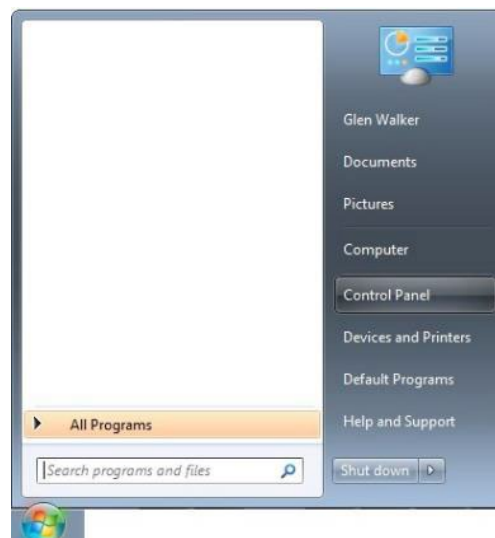 Glen Walker
Documents
Pictures
Computer
Control Panel
Devices and Printers
Default Programs
Help and Support
All Programs
Search programs and files
Shut down